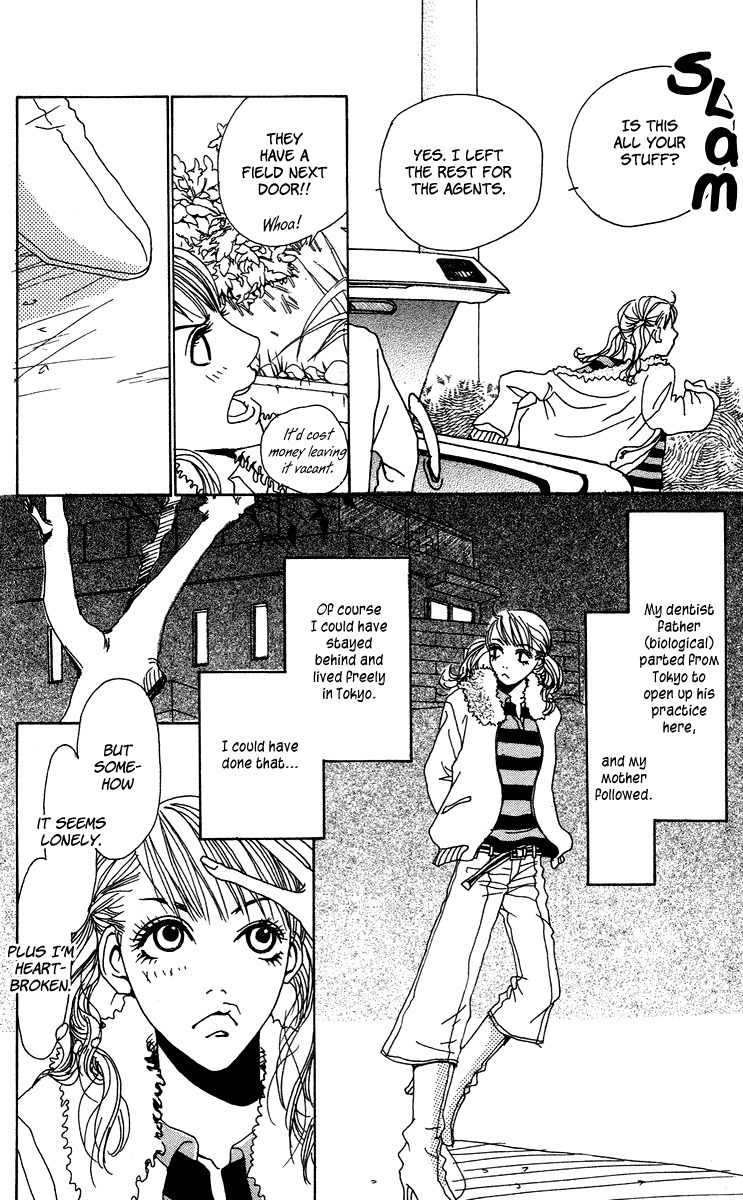 SLAM
IS THIS
ALL YOUR
STUFF?
YES. I LEFT
THE REST FOR
THE AGENTS.
THEY
HAVE A
FIELD NEXT
DOOR!!
Whoa!
It'd cost
money leaving
it vacant.
My dentist
father
(biological)
parted from
Tokyo to
open up his
practice
here,
and my
mother
followed.
Of course
I could have
stayed
behind and
lived freely
in Tokyo.
I could have
done that...
BUT
SOME-
HOW
IT SEEMS
LONELY.
PLUS I'M
HEART-
BROKEN.